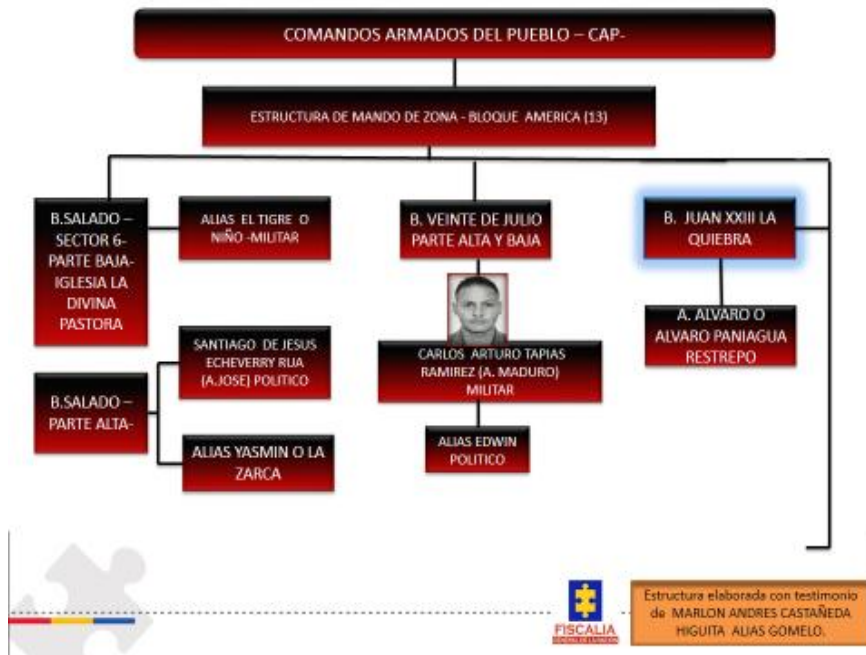 COMANDOS ARMADOS DEL PUEBLO – CAP-
ESTRUCTURA DE MANDO DE ZONA - BLOQUE AMERICA (13)
B.SALADO –
SECTOR 6-
PARTE BAJA-
IGLESIA LA
DIVINA
PASTORA
ALIAS EL TIGRE O
NIÑO -MILITAR
B. VEINTE DE JULIO
PARTE ALTA Y BAJA
B. JUAN XXIII LA
QUIEBRA
SANTIAGO DE JESUS
ECHEVERRY RUA
(A.JOSE) POLITICO
CARLOS ARTURO TAPIAS
RAMIREZ (A. MADURO)
MILITAR
A. ALVARO O
ALVARO PANIAGUA
RESTREPO
B.SALADO –
PARTE ALTA-
ALIAS YASMIN O LA
ZARCA
ALIAS EDWIN
POLITICO
FISCALIA
GENERAL DE LA NACION
Estructura elaborada con testimonio
de MARLON ANDRES CASTAÑEDA
HIGUITA ALIAS GOMELO.